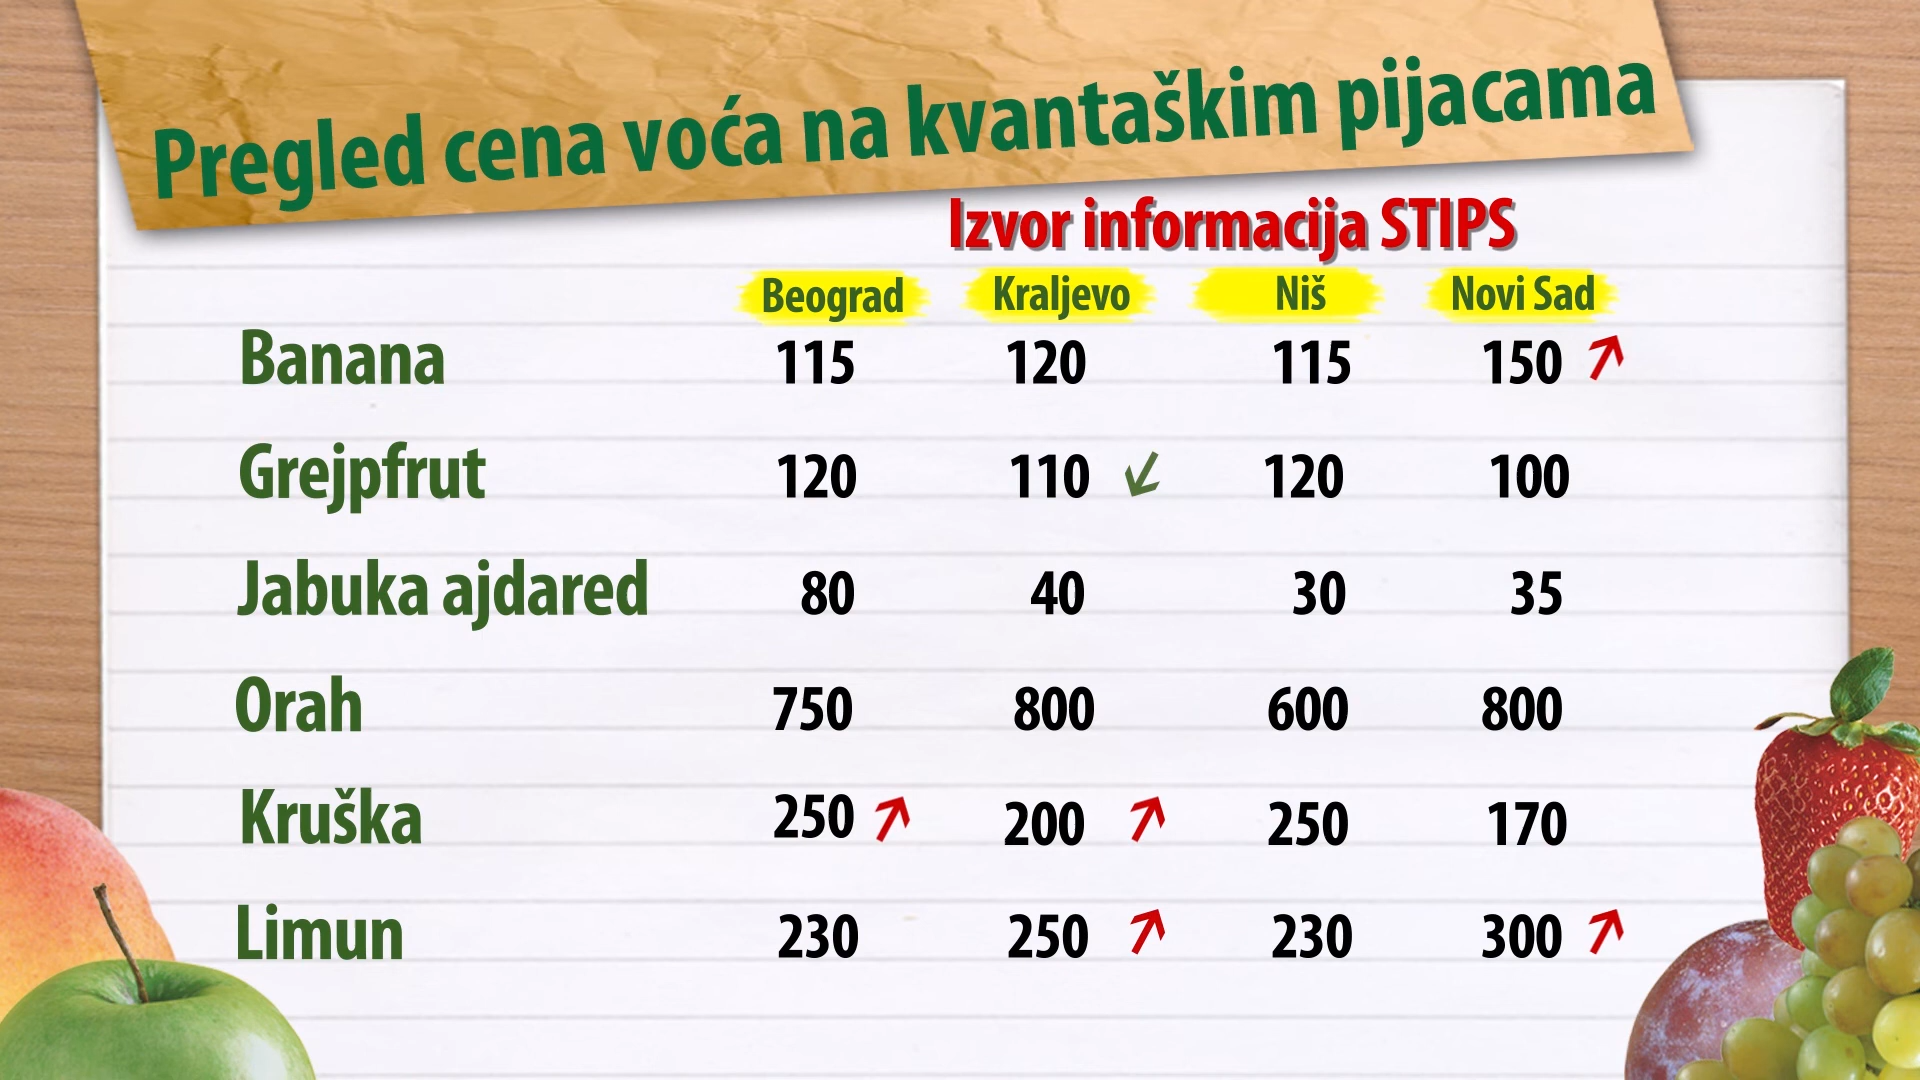 Pregled cena voća na kvantaškim pijacama
Izvor informacija STIPS
Beograd Kraljevo Niš Novi Sad
Banana 115 120 115 150
Grejpfrut 120 110 120 100
Jabuka ajdared 80 40 30 35
Orah 750 800 600 800
Kruška 250 200 250 170
Limun 230 250 230 300